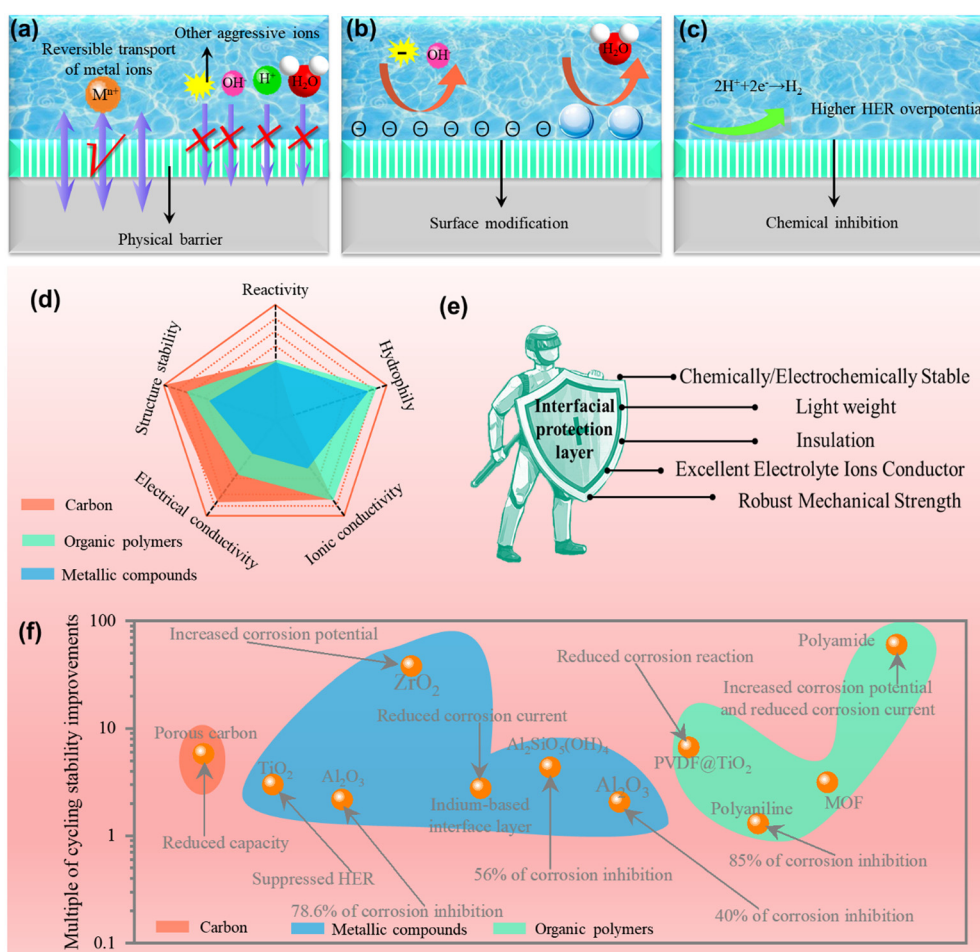 (a)
Reversible transport
of metal ions
Other aggressive ions
Mⁿ⁺
OH⁻
H⁺
H₂O
Physical barrier
(b)
−
OH⁻
H₂O
⊖ ⊖ ⊖ ⊖ ⊖ ⊖ ⊖
Surface modification
(c)
2H⁺+2e⁻→H₂
Higher HER overpotential
Chemical inhibition
(d)
Reactivity
Hydrophily
Ionic conductivity
Electrical conductivity
Structure stability
Carbon
Organic polymers
Metallic compounds
(e)
Interfacial
protection
layer
Chemically/Electrochemically Stable
Light weight
Insulation
Excellent Electrolyte Ions Conductor
Robust Mechanical Strength
(f)
Multiple of cycling stability improvements
100
10
1
0.1
Increased corrosion potential
ZrO₂
Reduced corrosion current
Porous carbon
Reduced capacity
TiO₂
Suppressed HER
Al₂O₃
78.6% of corrosion inhibition
Indium-based
interface layer
Al₂SiO₅(OH)₄
56% of corrosion inhibition
Al₂O₃
40% of corrosion inhibition
Reduced corrosion reaction
PVDF@TiO₂
Polyaniline
85% of corrosion inhibition
MOF
Polyamide
Increased corrosion potential
and reduced corrosion current
Carbon
Metallic compounds
Organic polymers